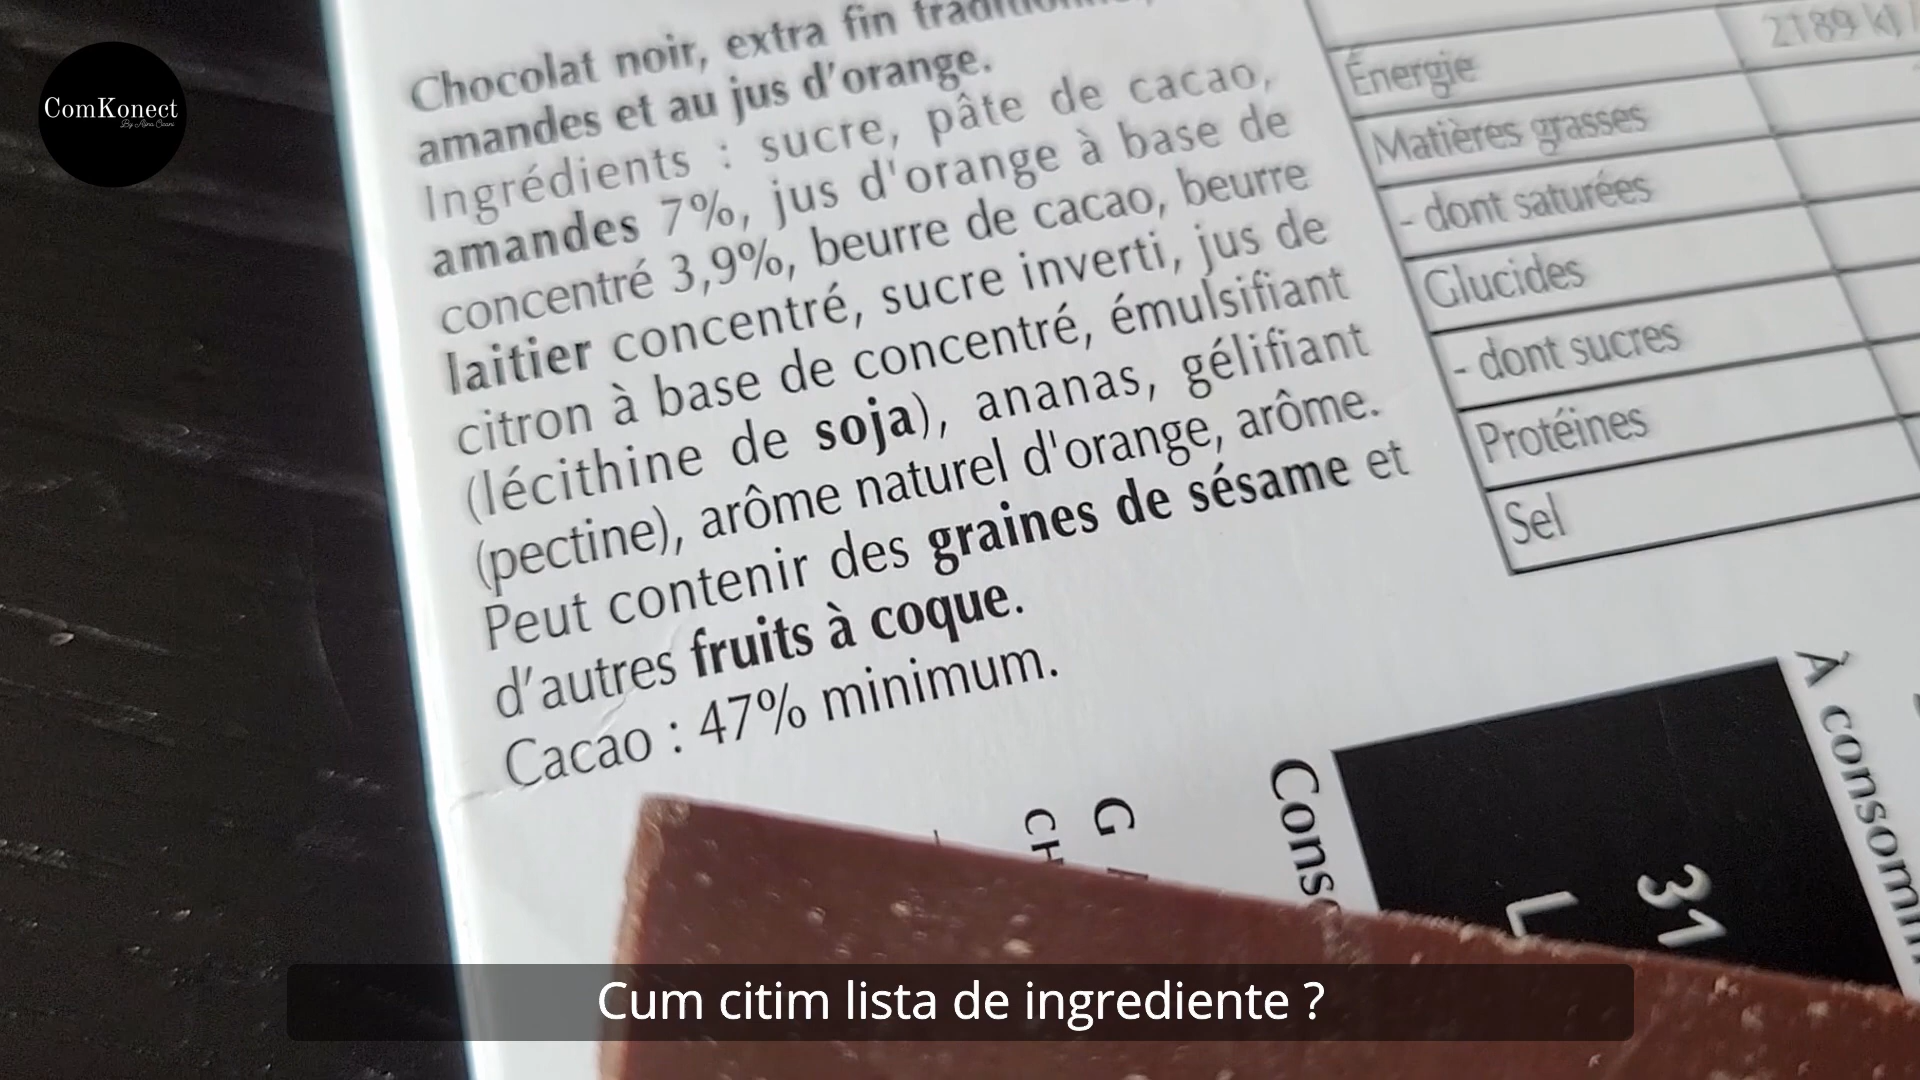 ComKonect
Chocolat noir, extra fin
amandes et au jus d'orange.
Ingrédients : sucre, pâte de cacao,
amandes 7%, jus d'orange à base de
concentré 3,9%, beurre de cacao, beurre
laitier concentré, sucre inverti, jus de
citron à base de concentré, émulsifiant
(lécithine de soja), ananas, gélifiant
(pectine), arôme naturel d'orange, arôme.
Peut contenir des graines de sésame et
d'autres fruits à coque.
Cacao : 47% minimum.
2189 kJ
Énergie
Matières grasses
- dont saturées
Glucides
- dont sucres
Protéines
Sel
À
31
L
G
Cum citim lista de ingrediente ?